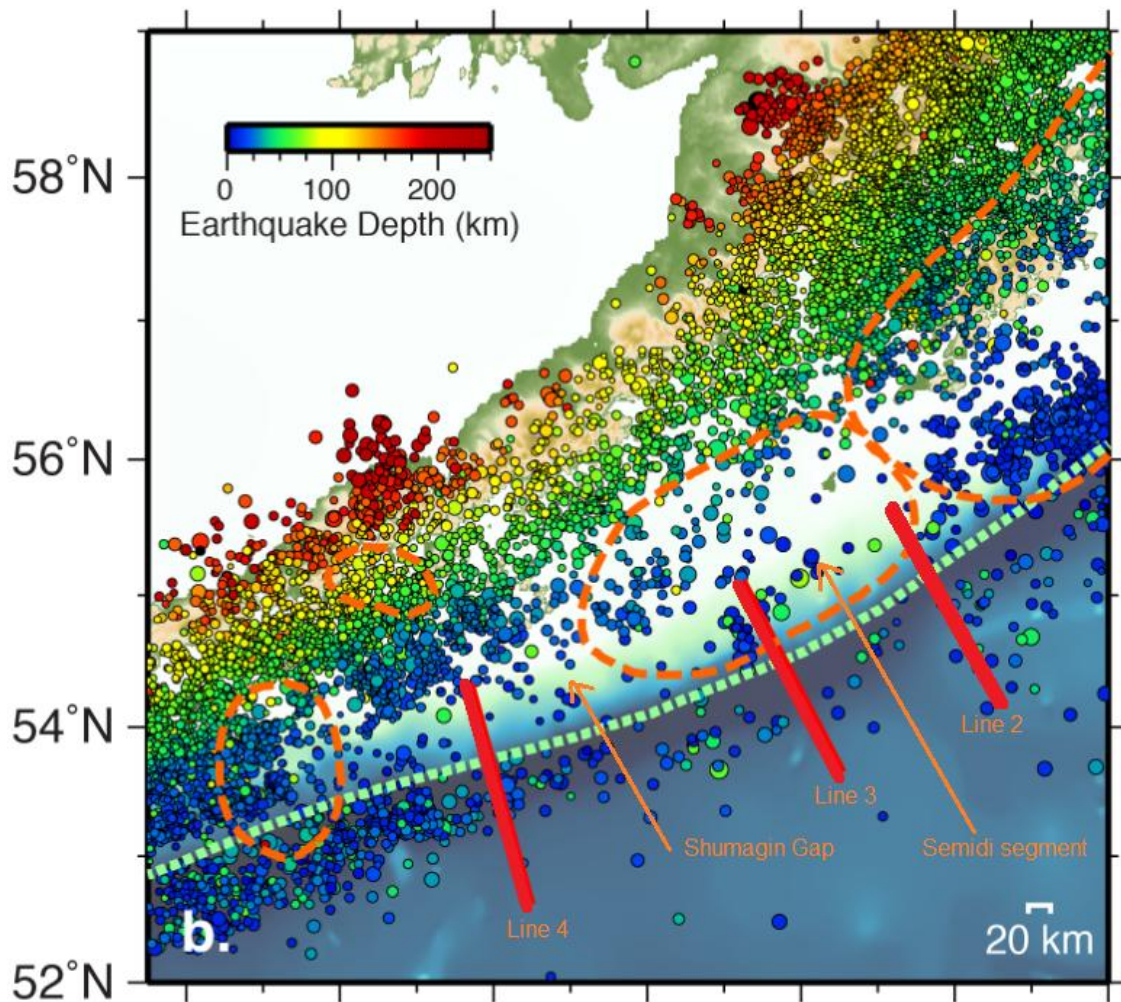 58°N
0 100 200
Earthquake Depth (km)
56°N
54°N
Line 2
Line 3
Shumagin Gap
Semidi segment
Line 4
b.
20 km
52°N